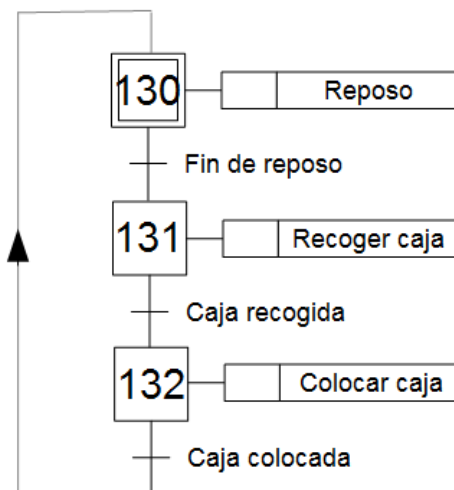 130
Reposo
Fin de reposo
131
Recoger caja
Caja recogida
132
Colocar caja
Caja colocada